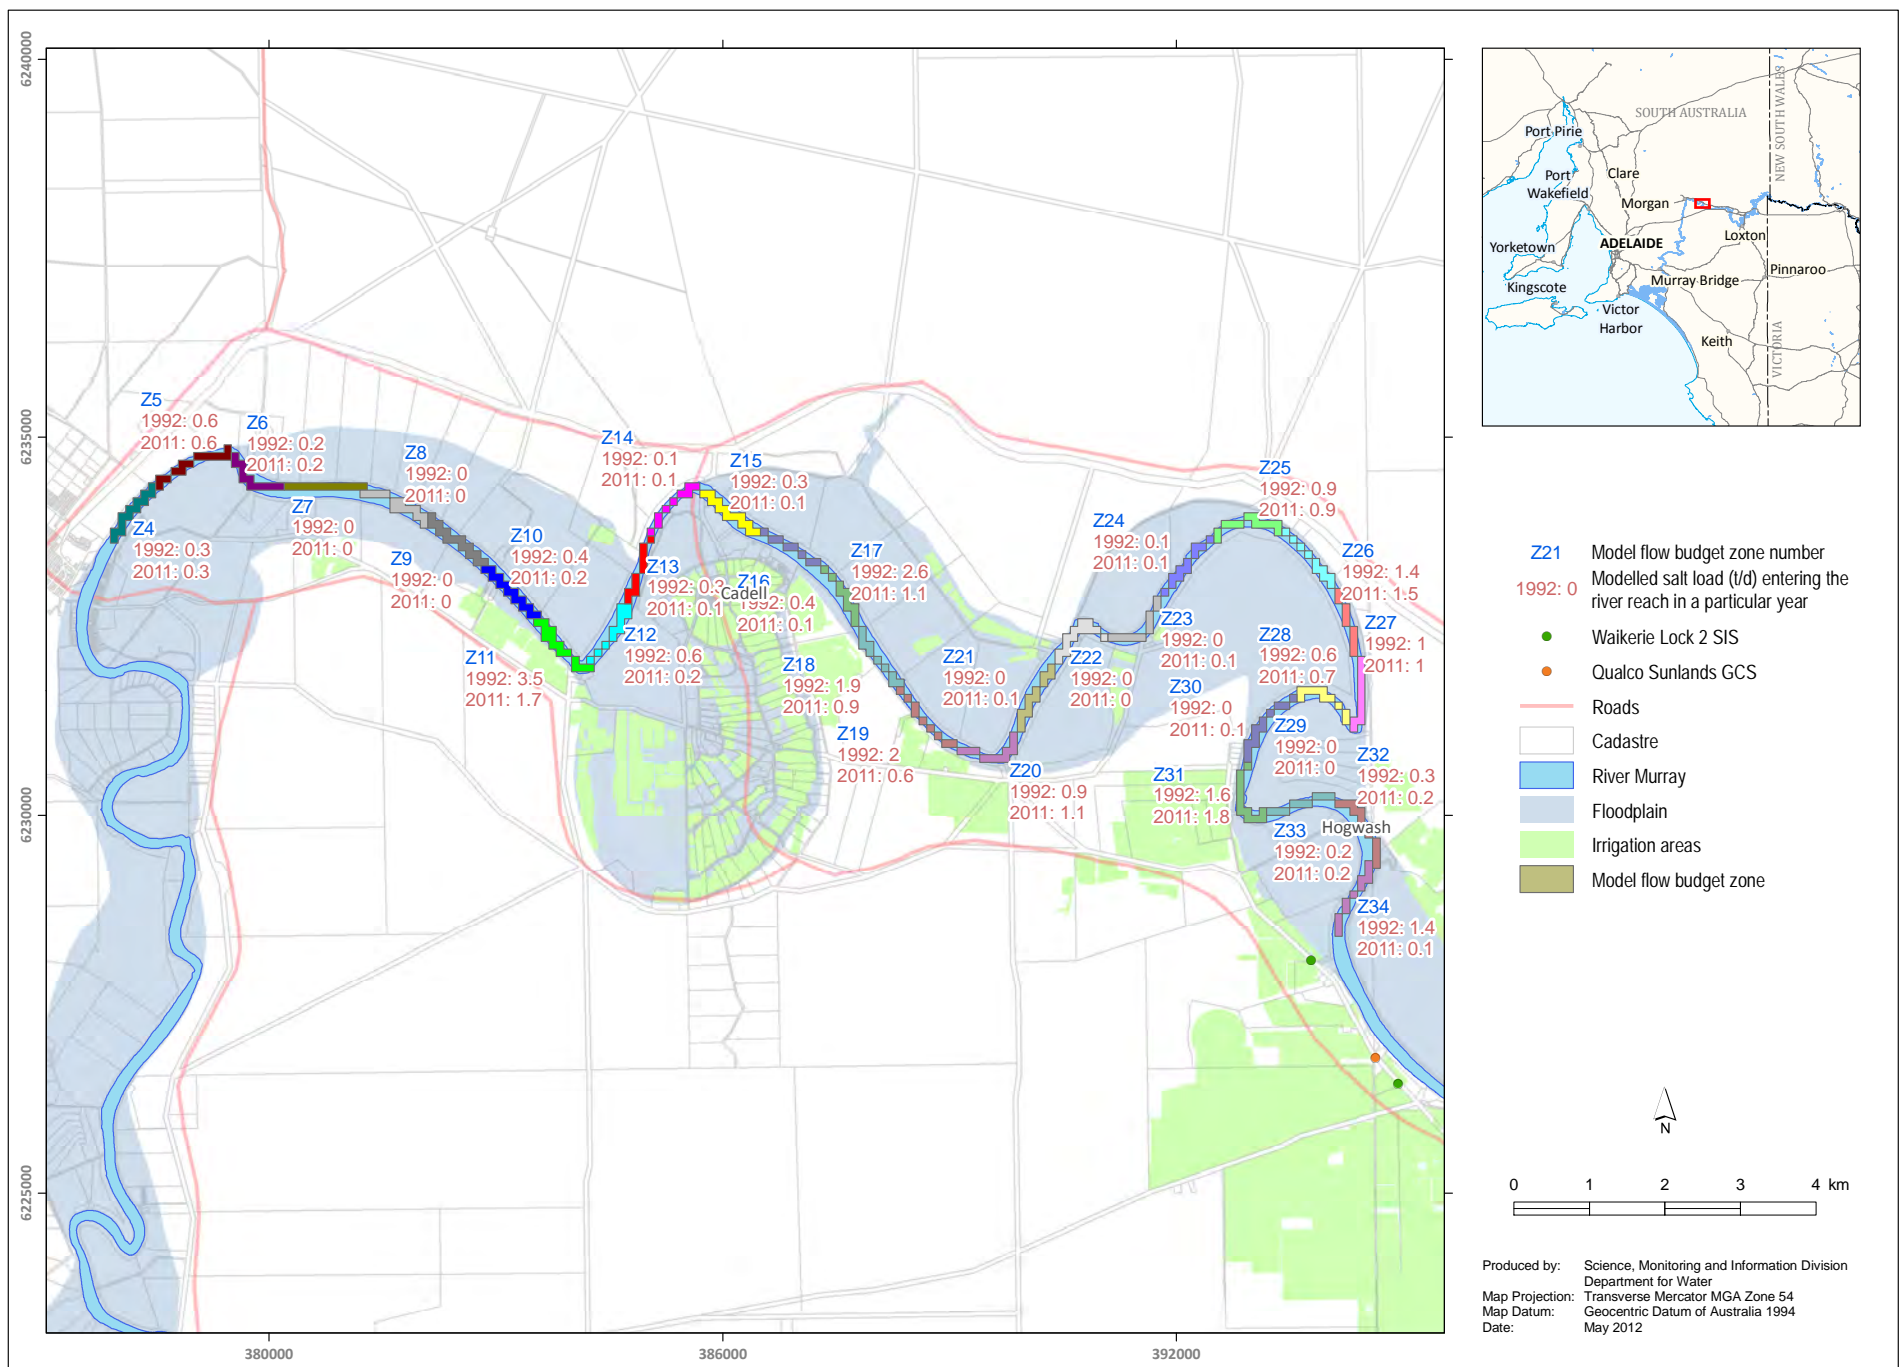 6240000
6235000
6230000
6225000
380000
386000
392000
Z5
1992: 0.6
2011: 0.6
Z6
1992: 0.2
2011: 0.2
Z4
1992: 0.3
2011: 0.3
Z7
1992: 0
2011: 0
Z8
1992: 0
2011: 0
Z9
1992: 0
2011: 0
Z10
1992: 0.4
2011: 0.2
Z11
1992: 3.5
2011: 1.7
Z12
1992: 0.6
2011: 0.2
Z13
1992: 0.3
2011: 0.1
Z14
1992: 0.1
2011: 0.1
Z15
1992: 0.3
2011: 0.1
Z16
Cadell
1992: 0.4
2011: 0.1
Z17
1992: 2.6
2011: 1.1
Z18
1992: 1.9
2011: 0.9
Z19
1992: 2
2011: 0.6
Z20
1992: 0.9
2011: 1.1
Z21
1992: 0
2011: 0.1
Z22
1992: 0
2011: 0
Z23
1992: 0
2011: 0.1
Z24
1992: 0.1
2011: 0.1
Z25
1992: 0.9
2011: 0.9
Z26
1992: 1.4
2011: 1.5
Z27
1992: 1
2011: 1
Z28
1992: 0.6
2011: 0.7
Z29
1992: 0
2011: 0
Z30
1992: 0
2011: 0.1
Z31
1992: 1.6
2011: 1.8
Z32
1992: 0.3
2011: 0.2
Hogwash
Z33
1992: 0.2
2011: 0.2
Z34
1992: 1.4
2011: 0.1
SOUTH AUSTRALIA
NEW SOUTH WALES
VICTORIA
Port Pirie
Port
Wakefield
Clare
Morgan
Yorketown
ADELAIDE
Loxton
Kingscote
Murray Bridge
Pinnaroo
Victor
Harbor
Keith
Z21 Model flow budget zone number
1992: 0 Modelled salt load (t/d) entering the
river reach in a particular year
Waikerie Lock 2 SIS
Qualco Sunlands GCS
Roads
Cadastre
River Murray
Floodplain
Irrigation areas
Model flow budget zone
N
0 1 2 3 4 km
Produced by: Science, Monitoring and Information Division
Department for Water
Map Projection: Transverse Mercator MGA Zone 54
Map Datum: Geocentric Datum of Australia 1994
Date: May 2012